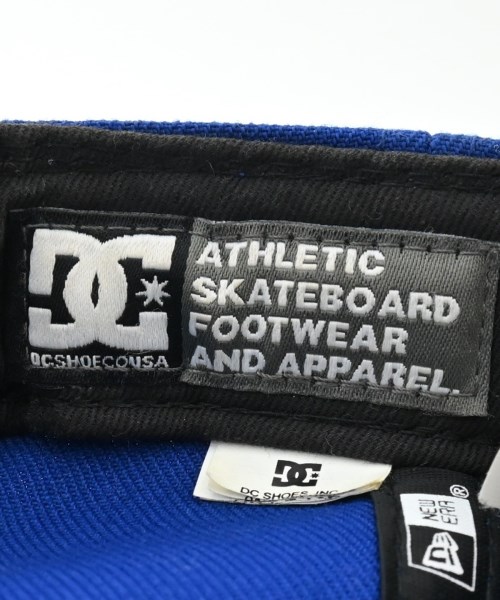 DC
DCSHOECOUSA
ATHLETIC
SKATEBOARD
FOOTWEAR
AND APPAREL.
DC
DC SHOES, INC.
NEW
ERA®